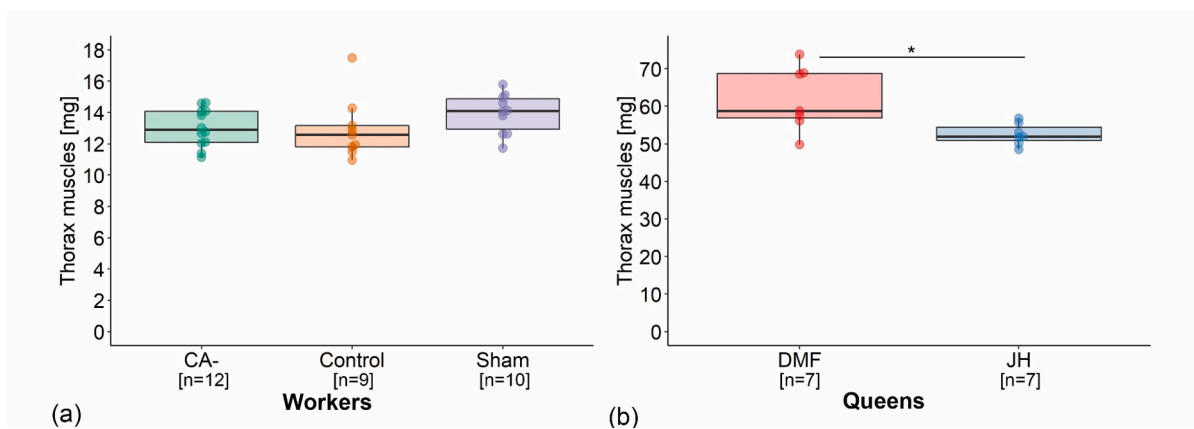 Thorax muscles [mg]
18
16
14
12
10
8
6
4
2
0
CA- Control Sham
[n=12] [n=9] [n=10]
Workers
(a)
Thorax muscles [mg]
70
60
50
40
30
20
10
0
*
DMF JH
[n=7] [n=7]
Queens
(b)